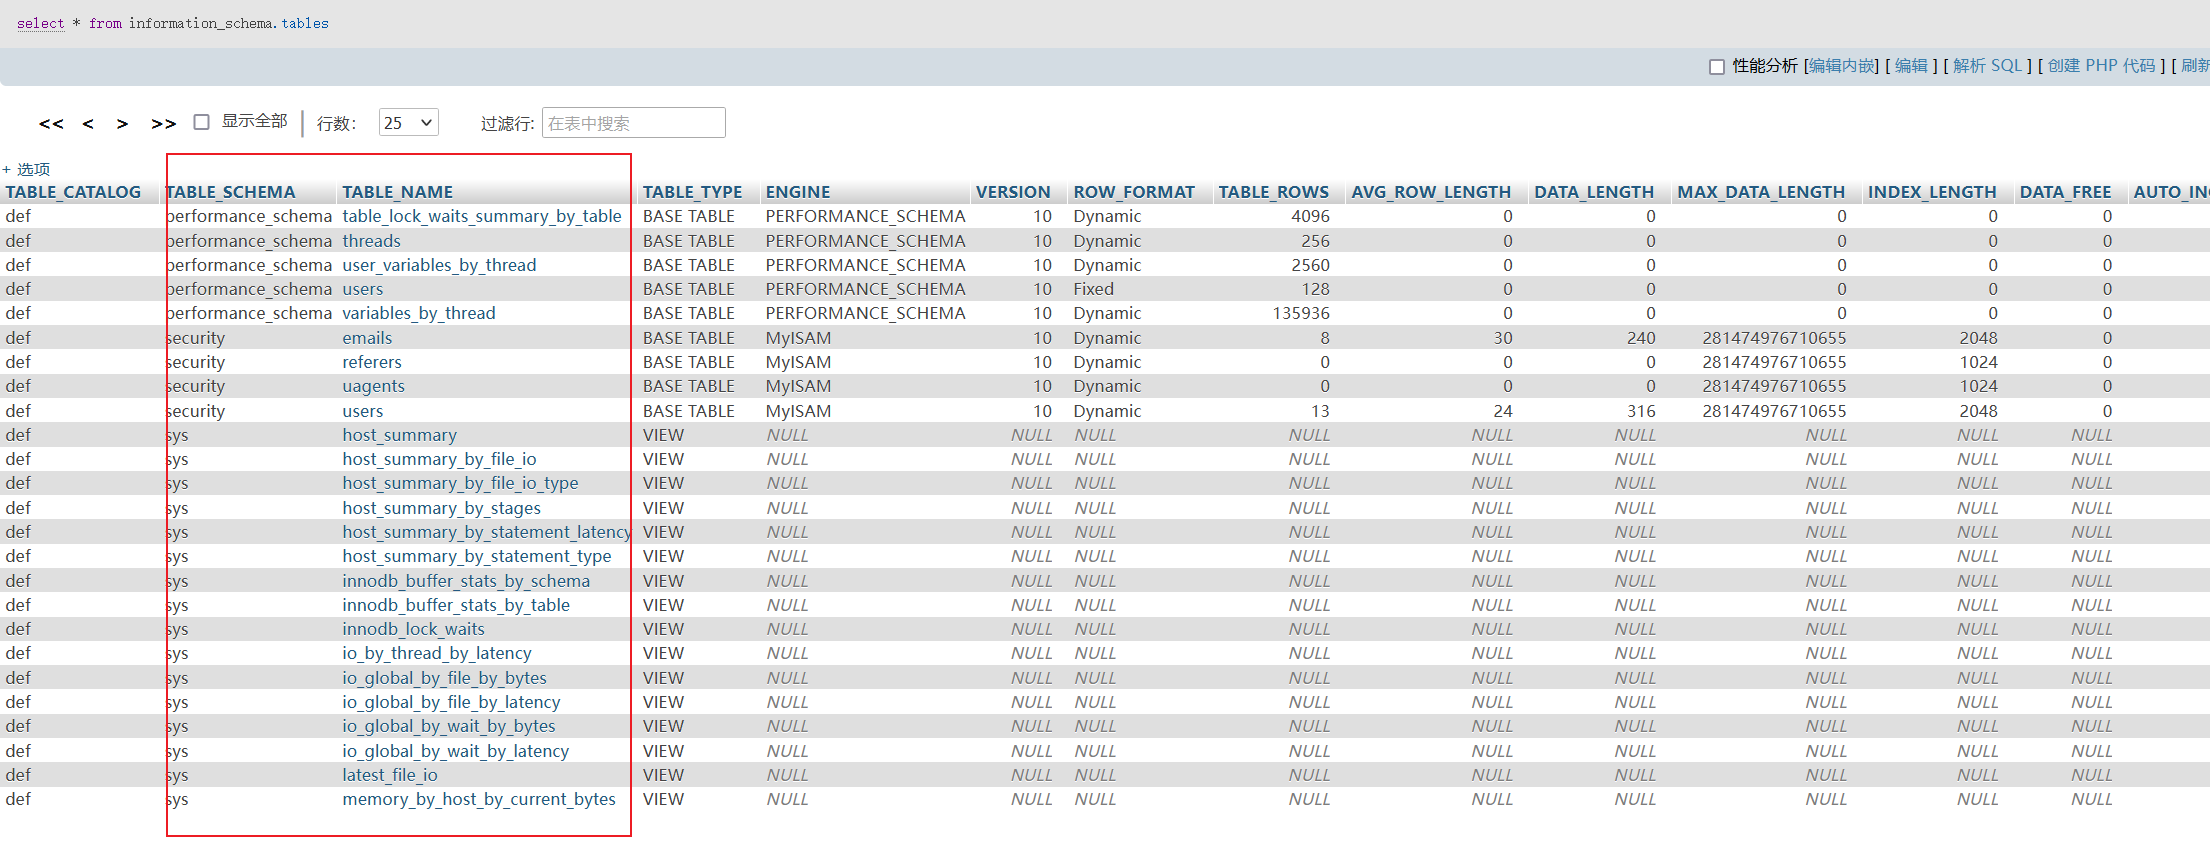 select * from information_schema.tables
性能分析 [编辑内嵌] [ 编辑 ] [ 解析 SQL ] [ 创建 PHP 代码 ] [ 刷新
<< < > >> 显示全部 行数: 25 过滤行: 在表中搜索
+ 选项
TABLE_CATALOG TABLE_SCHEMA TABLE_NAME TABLE_TYPE ENGINE VERSION ROW_FORMAT TABLE_ROWS AVG_ROW_LENGTH DATA_LENGTH MAX_DATA_LENGTH INDEX_LENGTH DATA_FREE AUTO_IN
def performance_schema table_lock_waits_summary_by_table BASE TABLE PERFORMANCE_SCHEMA 10 Dynamic 4096 0 0 0 0 0
def performance_schema threads BASE TABLE PERFORMANCE_SCHEMA 10 Dynamic 256 0 0 0 0 0
def performance_schema user_variables_by_thread BASE TABLE PERFORMANCE_SCHEMA 10 Dynamic 2560 0 0 0 0 0
def performance_schema users BASE TABLE PERFORMANCE_SCHEMA 10 Fixed 128 0 0 0 0 0
def performance_schema variables_by_thread BASE TABLE PERFORMANCE_SCHEMA 10 Dynamic 135936 0 0 0 0 0
def security emails BASE TABLE MyISAM 10 Dynamic 8 30 240 281474976710655 2048 0
def security referers BASE TABLE MyISAM 10 Dynamic 0 0 0 281474976710655 1024 0
def security uagents BASE TABLE MyISAM 10 Dynamic 0 0 0 281474976710655 1024 0
def security users BASE TABLE MyISAM 10 Dynamic 13 24 316 281474976710655 2048 0
def sys host_summary VIEW NULL NULL NULL NULL NULL NULL NULL NULL NULL
def sys host_summary_by_file_io VIEW NULL NULL NULL NULL NULL NULL NULL NULL NULL
def sys host_summary_by_file_io_type VIEW NULL NULL NULL NULL NULL NULL NULL NULL NULL
def sys host_summary_by_stages VIEW NULL NULL NULL NULL NULL NULL NULL NULL NULL
def sys host_summary_by_statement_latency VIEW NULL NULL NULL NULL NULL NULL NULL NULL NULL
def sys host_summary_by_statement_type VIEW NULL NULL NULL NULL NULL NULL NULL NULL NULL
def sys innodb_buffer_stats_by_schema VIEW NULL NULL NULL NULL NULL NULL NULL NULL NULL
def sys innodb_buffer_stats_by_table VIEW NULL NULL NULL NULL NULL NULL NULL NULL NULL
def sys innodb_lock_waits VIEW NULL NULL NULL NULL NULL NULL NULL NULL NULL
def sys io_by_thread_by_latency VIEW NULL NULL NULL NULL NULL NULL NULL NULL NULL
def sys io_global_by_file_by_bytes VIEW NULL NULL NULL NULL NULL NULL NULL NULL NULL
def sys io_global_by_file_by_latency VIEW NULL NULL NULL NULL NULL NULL NULL NULL NULL
def sys io_global_by_wait_by_bytes VIEW NULL NULL NULL NULL NULL NULL NULL NULL NULL
def sys io_global_by_wait_by_latency VIEW NULL NULL NULL NULL NULL NULL NULL NULL NULL
def sys latest_file_io VIEW NULL NULL NULL NULL NULL NULL NULL NULL NULL
def sys memory_by_host_by_current_bytes VIEW NULL NULL NULL NULL NULL NULL NULL NULL NULL